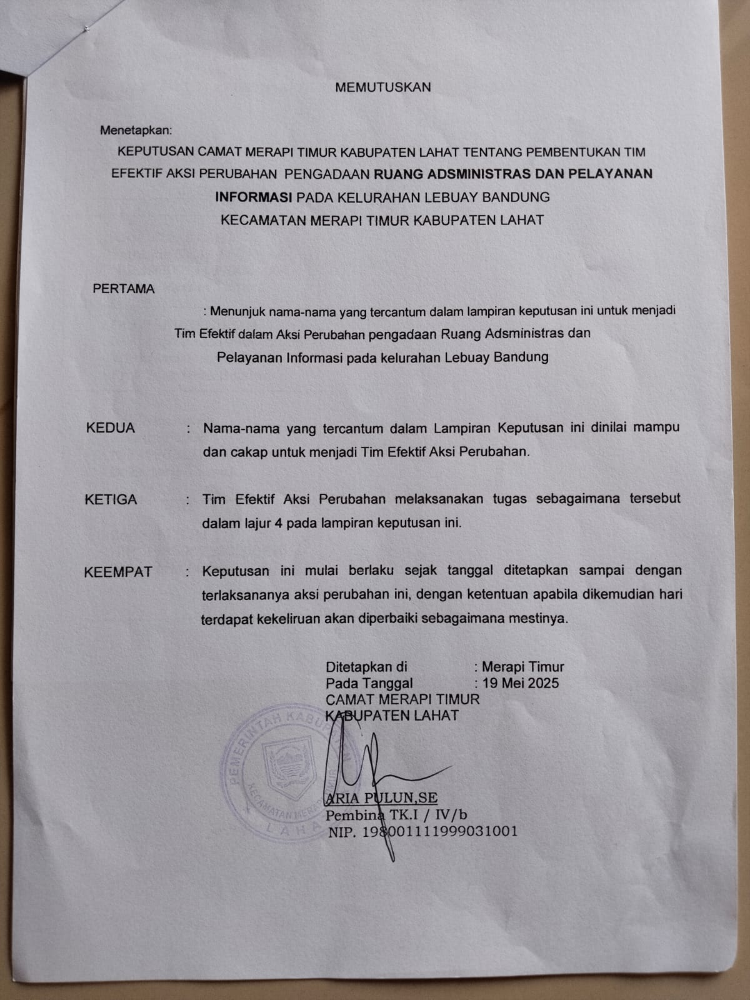 MEMUTUSKAN
Menetapkan:
KEPUTUSAN CAMAT MERAPI TIMUR KABUPATEN LAHAT TENTANG PEMBENTUKAN TIM
EFEKTIF AKSI PERUBAHAN PENGADAAN RUANG ADSMINISTRAS DAN PELAYANAN
INFORMASI PADA KELURAHAN LEBUAY BANDUNG
KECAMATAN MERAPI TIMUR KABUPATEN LAHAT
PERTAMA
: Menunjuk nama-nama yang tercantum dalam lampiran keputusan ini untuk menjadi
Tim Efektif dalam Aksi Perubahan pengadaan Ruang Adsministras dan
Pelayanan Informasi pada kelurahan Lebuay Bandung
KEDUA : Nama-nama yang tercantum dalam Lampiran Keputusan ini dinilai mampu
dan cakap untuk menjadi Tim Efektif Aksi Perubahan.
KETIGA : Tim Efektif Aksi Perubahan melaksanakan tugas sebagaimana tersebut
dalam lajur 4 pada lampiran keputusan ini.
KEEMPAT : Keputusan ini mulai berlaku sejak tanggal ditetapkan sampai dengan
terlaksananya aksi perubahan ini, dengan ketentuan apabila dikemudian hari
terdapat kekeliruan akan diperbaiki sebagaimana mestinya.
Ditetapkan di : Merapi Timur
Pada Tanggal : 19 Mei 2025
CAMAT MERAPI TIMUR
KABUPATEN LAHAT
PEMERINTAH KABUPATEN
KECAMATAN MERAPI TIMUR
LAHAT
ARIA PULUN,SE
Pembina TK.I / IV/b
NIP. 198001111999031001